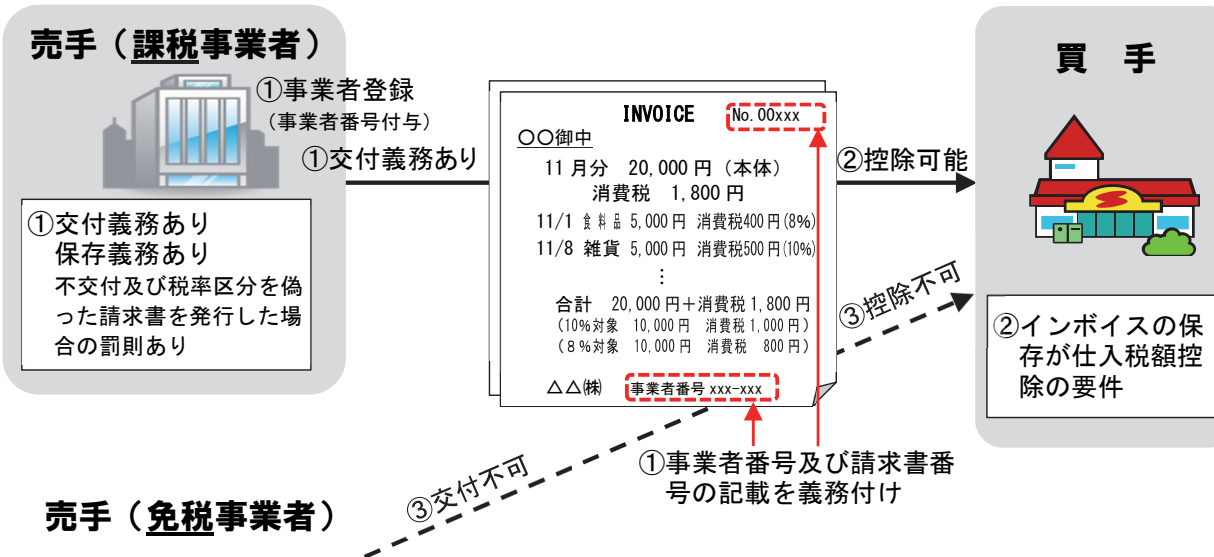 売手（課税事業者）
①事業者登録
（事業者番号付与）
①交付義務あり
①交付義務あり
保存義務あり
不交付及び税率区分を偽
った請求書を発行した場
合の罰則あり
INVOICE
No.00xxx
〇〇御中
11月分 20,000円（本体）
消費税 1,800円
11/1 食料品 5,000円 消費税400円(8%)
11/8 雑貨 5,000円 消費税500円(10%)
⋮
合計 20,000円＋消費税1,800円
（10%対象 10,000円 消費税1,000円）
（８%対象 10,000円 消費税 800円）
△△㈱
事業者番号 xxx-xxx
②控除可能
③控除不可
買 手
②インボイスの保
存が仕入税額控
除の要件
①事業者番号及び請求書番
号の記載を義務付け
③交付不可
売手（免税事業者）